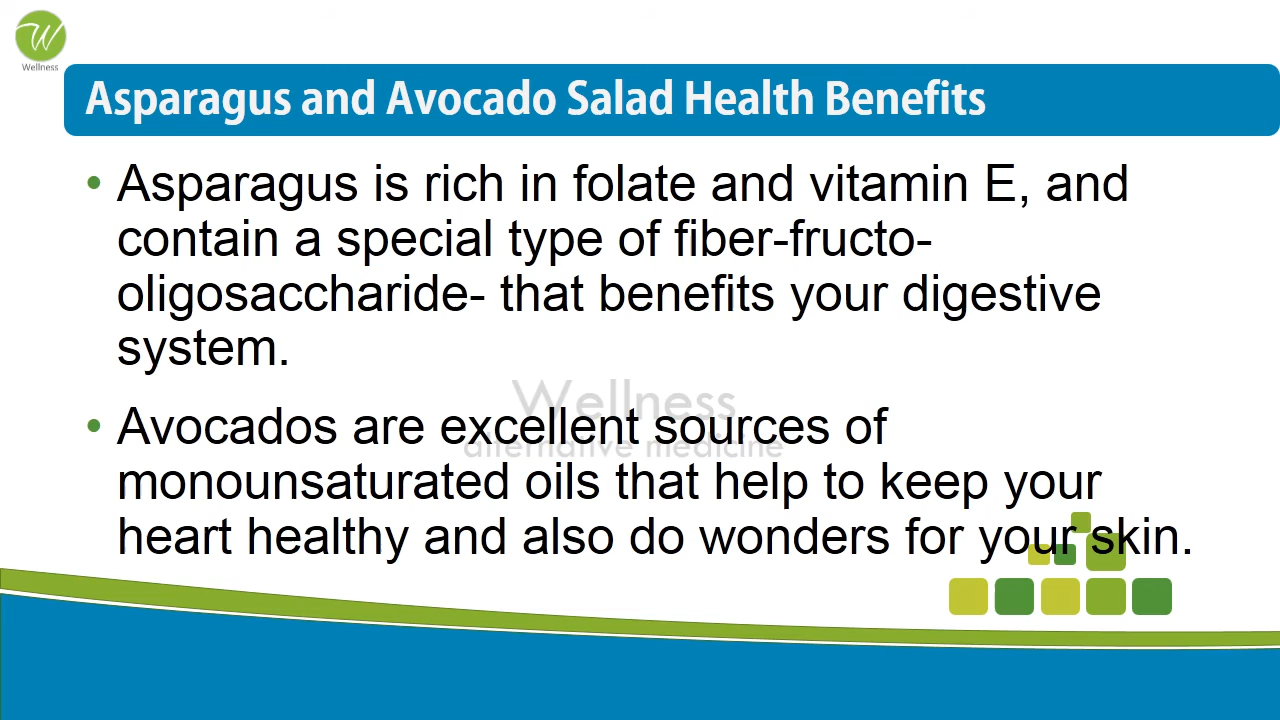 W
Wellness
Asparagus and Avocado Salad Health Benefits
• Asparagus is rich in folate and vitamin E, and
contain a special type of fiber-fructo-
oligosaccharide- that benefits your digestive
system.
Wellness
alternative medicine
• Avocados are excellent sources of
monounsaturated oils that help to keep your
heart healthy and also do wonders for your skin.